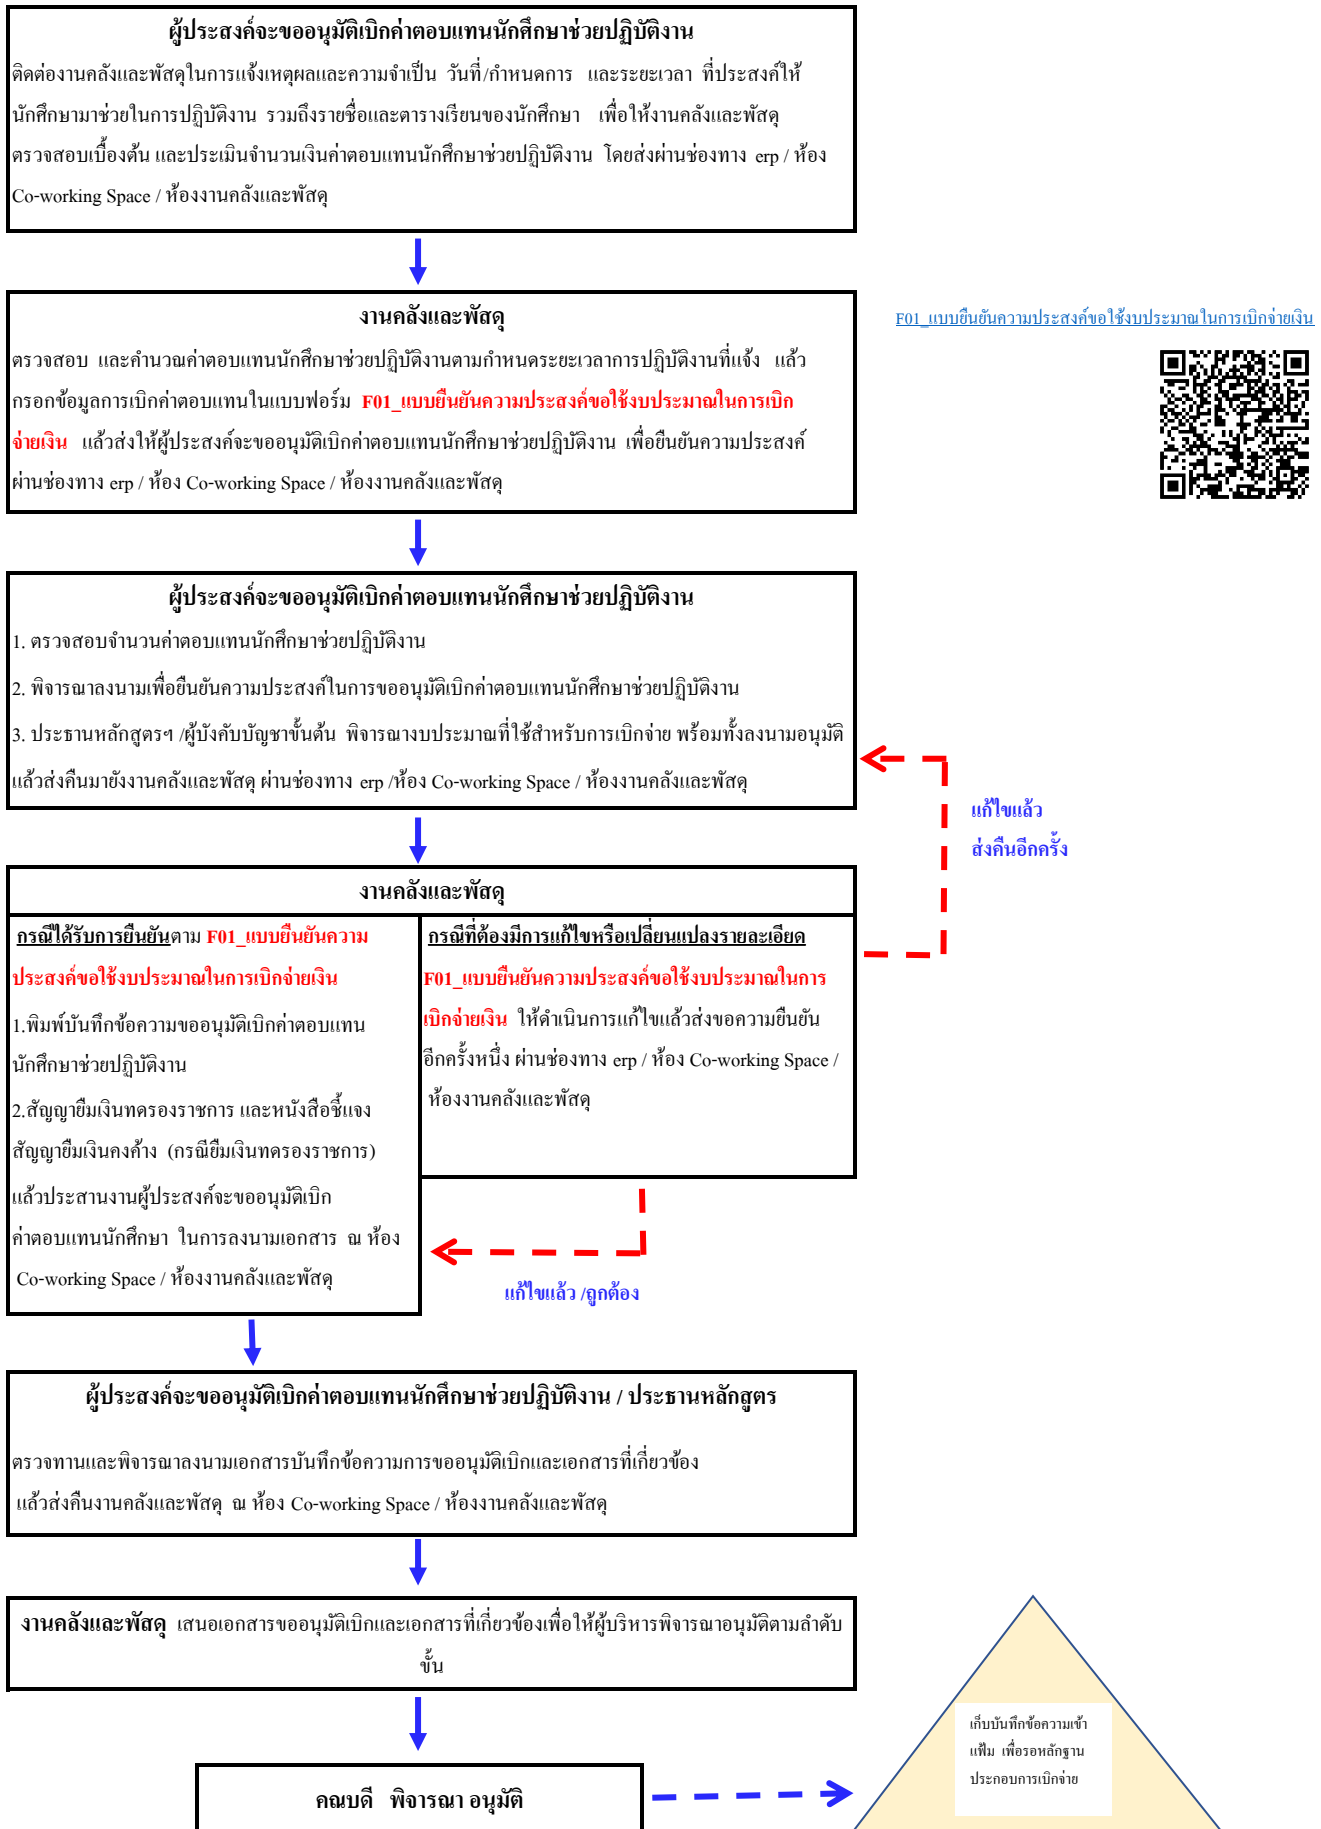 ผู้ประสงค์จะขออนุมัติเบิกค่าตอบแทนนักศึกษาช่วยปฏิบัติงาน
ติดต่องานคลังและพัสดุในการแจ้งเหตุผลและความจำเป็น วันที่/กำหนดการ และระยะเวลา ที่ประสงค์ให้
นักศึกษามาช่วยในการปฏิบัติงาน รวมถึงรายชื่อและตารางเรียนของนักศึกษา เพื่อให้งานคลังและพัสดุ
ตรวจสอบเบื้องต้น และประเมินจำนวนเงินค่าตอบแทนนักศึกษาช่วยปฏิบัติงาน โดยส่งผ่านช่องทาง erp / ห้อง
Co-working Space / ห้องงานคลังและพัสดุ
งานคลังและพัสดุ
ตรวจสอบ และคำนวณค่าตอบแทนนักศึกษาช่วยปฏิบัติงานตามกำหนดระยะเวลาการปฏิบัติงานที่แจ้ง แล้ว
กรอกข้อมูลการเบิกค่าตอบแทนในแบบฟอร์ม F01_แบบยืนยันความประสงค์ขอใช้งบประมาณในการเบิก
จ่ายเงิน แล้วส่งให้ผู้ประสงค์จะขออนุมัติเบิกค่าตอบแทนนักศึกษาช่วยปฏิบัติงาน เพื่อยืนยันความประสงค์
ผ่านช่องทาง erp / ห้อง Co-working Space / ห้องงานคลังและพัสดุ
F01_แบบยืนยันความประสงค์ขอใช้งบประมาณในการเบิกจ่ายเงิน
ผู้ประสงค์จะขออนุมัติเบิกค่าตอบแทนนักศึกษาช่วยปฏิบัติงาน
1. ตรวจสอบจำนวนค่าตอบแทนนักศึกษาช่วยปฏิบัติงาน
2. พิจารณาลงนามเพื่อยืนยันความประสงค์ในการขออนุมัติเบิกค่าตอบแทนนักศึกษาช่วยปฏิบัติงาน
3. ประธานหลักสูตรฯ /ผู้บังคับบัญชาขั้นต้น พิจารณางบประมาณที่ใช้สำหรับการเบิกจ่าย พร้อมทั้งลงนามอนุมัติ
แล้วส่งคืนมายังงานคลังและพัสดุ ผ่านช่องทาง erp /ห้อง Co-working Space / ห้องงานคลังและพัสดุ
แก้ไขแล้ว
ส่งคืนอีกครั้ง
งานคลังและพัสดุ
กรณีได้รับการยืนยันตาม F01_แบบยืนยันความ
ประสงค์ขอใช้งบประมาณในการเบิกจ่ายเงิน
1.พิมพ์บันทึกข้อความขออนุมัติเบิกค่าตอบแทน
นักศึกษาช่วยปฏิบัติงาน
2.สัญญายืมเงินทดรองราชการ และหนังสือชี้แจง
สัญญายืมเงินคงค้าง (กรณียืมเงินทดรองราชการ)
แล้วประสานงานผู้ประสงค์จะขออนุมัติเบิก
ค่าตอบแทนนักศึกษา ในการลงนามเอกสาร ณ ห้อง
Co-working Space / ห้องงานคลังและพัสดุ
กรณีที่ต้องมีการแก้ไขหรือเปลี่ยนแปลงรายละเอียด
F01_แบบยืนยันความประสงค์ขอใช้งบประมาณในการ
เบิกจ่ายเงิน ให้ดำเนินการแก้ไขแล้วส่งขอความยืนยัน
อีกครั้งหนึ่ง ผ่านช่องทาง erp / ห้อง Co-working Space /
ห้องงานคลังและพัสดุ
แก้ไขแล้ว /ถูกต้อง
ผู้ประสงค์จะขออนุมัติเบิกค่าตอบแทนนักศึกษาช่วยปฏิบัติงาน / ประธานหลักสูตร
ตรวจทานและพิจารณาลงนามเอกสารบันทึกข้อความการขออนุมัติเบิกและเอกสารที่เกี่ยวข้อง
แล้วส่งคืนงานคลังและพัสดุ ณ ห้อง Co-working Space / ห้องงานคลังและพัสดุ
งานคลังและพัสดุ เสนอเอกสารขออนุมัติเบิกและเอกสารที่เกี่ยวข้องเพื่อให้ผู้บริหารพิจารณาอนุมัติตามลำดับ
ขั้น
คณบดี พิจารณา อนุมัติ
เก็บบันทึกข้อความเข้า
แฟ้ม เพื่อรอหลักฐาน
ประกอบการเบิกจ่าย